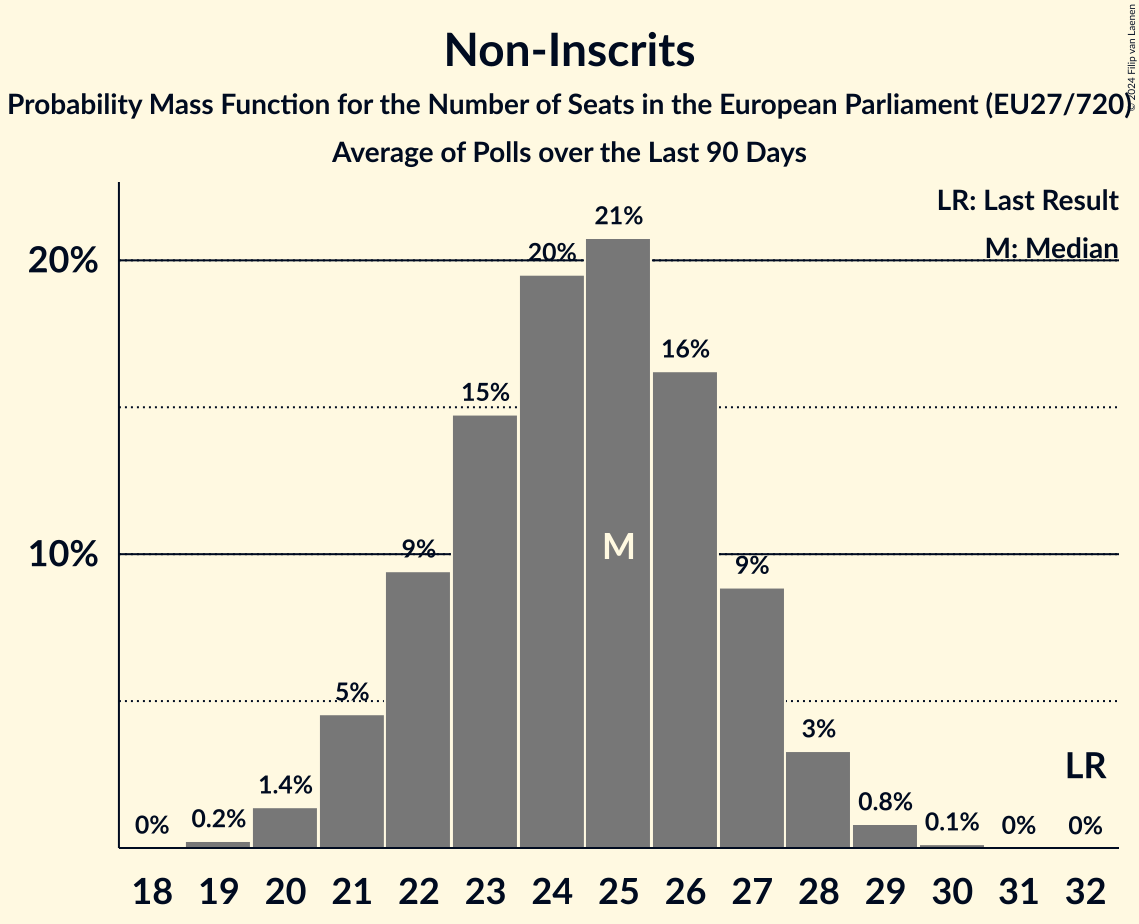 Non-Inscrits
Probability Mass Function for the Number of Seats in the European Parliament (EU27/720)
Average of Polls over the Last 90 Days
© 2024 Filip van Laenen
LR: Last Result
M: Median
20%
10%
0%
0.2%
1.4%
5%
9%
15%
20%
21%
16%
9%
3%
0.8%
0.1%
0%
0%
M
LR
18 19 20 21 22 23 24 25 26 27 28 29 30 31 32